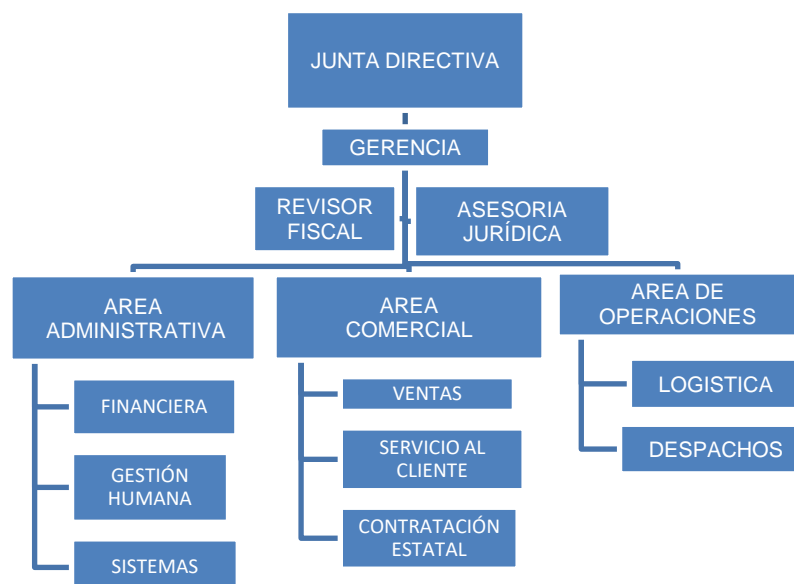 JUNTA DIRECTIVA
GERENCIA
REVISOR
FISCAL
ASESORIA
JURÍDICA
AREA
ADMINISTRATIVA
AREA
COMERCIAL
AREA DE
OPERACIONES
FINANCIERA
GESTIÓN
HUMANA
SISTEMAS
VENTAS
SERVICIO AL
CLIENTE
CONTRATACIÓN
ESTATAL
LOGISTICA
DESPACHOS